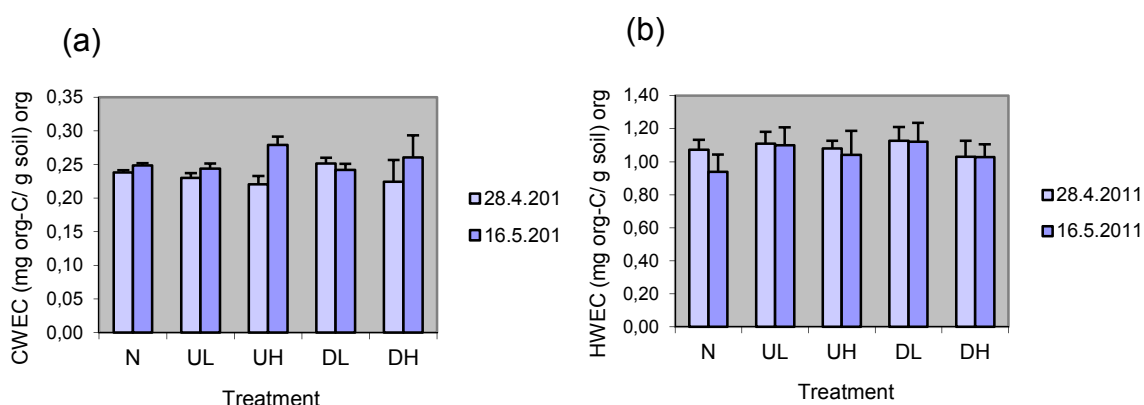 (a)
CWEC (mg org-C/ g soil) org
0,35
0,30
0,25
0,20
0,15
0,10
0,05
0,00
N UL UH DL DH
Treatment
28.4.201
16.5.201
(b)
HWEC (mg org-C/ g soil) org
1,40
1,20
1,00
0,80
0,60
0,40
0,20
0,00
N UL UH DL DH
Treatment
28.4.2011
16.5.2011